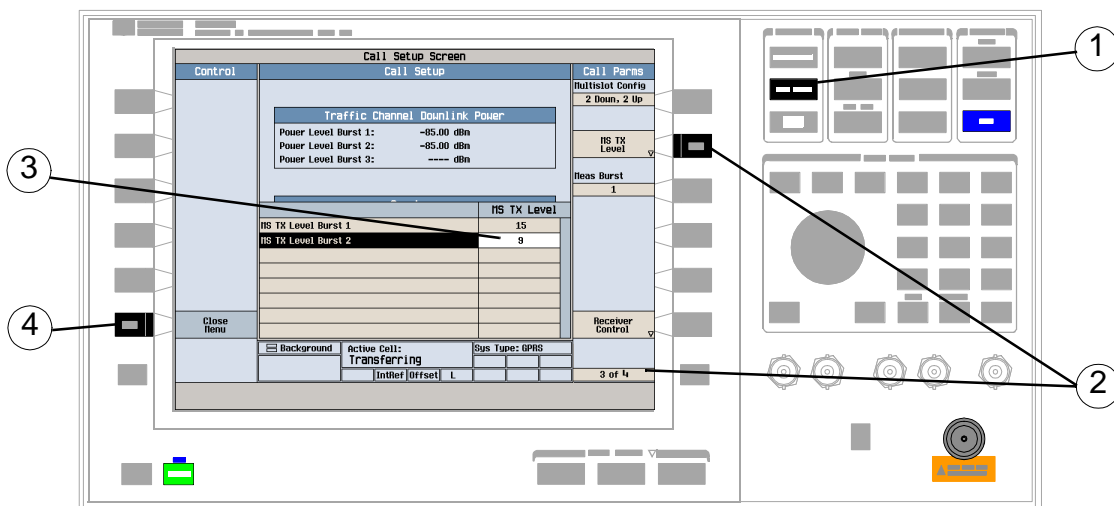 Call Setup Screen
Control
Call Setup
Call Parms
Multislot Config
2 Down, 2 Up
Traffic Channel Downlink Power
Power Level Burst 1: -85.00 dBm
Power Level Burst 2: -85.00 dBm
Power Level Burst 3: ---- dBm
MS TX Level
Meas Burst
1
MS TX Level
MS TX Level Burst 1 15
MS TX Level Burst 2 9
Close Menu
Receiver Control
Background
Active Cell:
Transferring
Sys Type: GPRS
IntRef Offset L
3 of 4
1
2
3
4